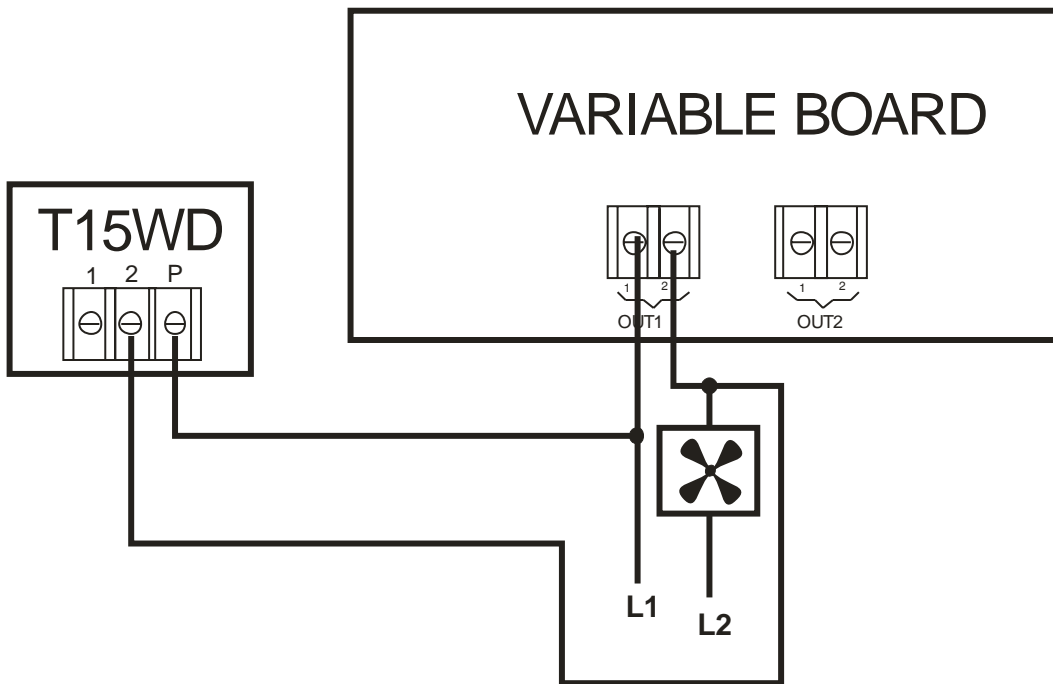 VARIABLE BOARD
T15WD
1 2 P
1 2
OUT1
1 2
OUT2
L1
L2